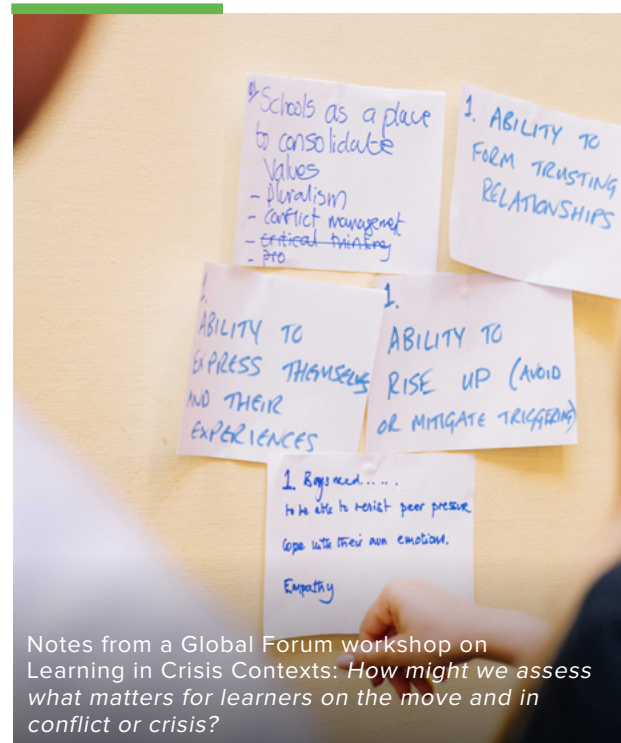 Schools as a place
to consolidate
Values
- pluralism
- conflict managemet
- critical thinking
- pro
1. ABILITY TO
FORM TRUSTING
RELATIONSHIPS
1.
ABILITY TO
EXPRESS THEMSELVES
AND THEIR
EXPERIENCES
1.
ABILITY TO
RISE UP (AVOID
OR MITIGATE TRIGGERING)
1. Boys need.....
to be able to resist peer pressure
Cope with their own emotions.
Empathy
Notes from a Global Forum workshop on
Learning in Crisis Contexts: How might we assess
what matters for learners on the move and in
conflict or crisis?